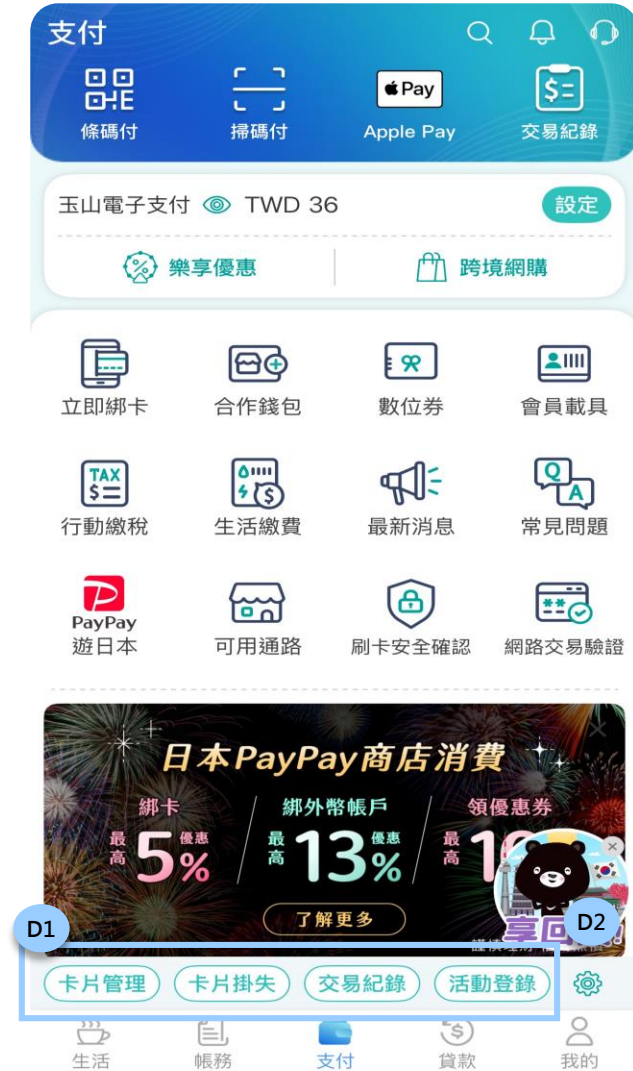 支付
條碼付 掃碼付 Pay Apple Pay 交易紀錄
玉山電子支付 TWD 36 設定
樂享優惠 跨境網購
立即綁卡 合作錢包 數位券 會員載具
TAX Q A
行動繳稅 生活繳費 最新消息 常見問題
PayPay
遊日本 可用通路 刷卡安全確認 網路交易驗證
日本PayPay商店消費
綁卡 綁外幣帳戶 領優惠券
最高5%優惠 最高13%優惠 最高
了解更多
D1 D2
卡片管理 卡片掛失 交易紀錄 活動登錄
生活 帳務 支付 貸款 我的